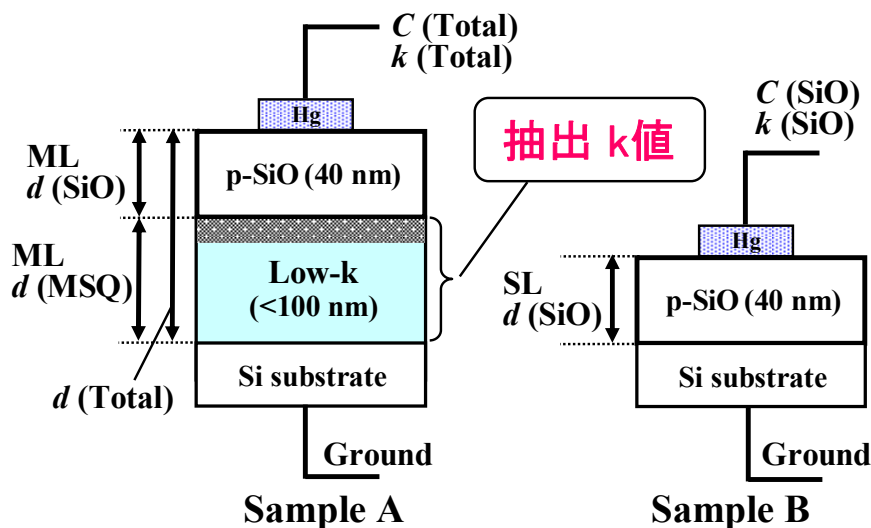 C (Total)
k (Total)
Hg
ML
d (SiO)
p-SiO (40 nm)
抽出 k値
ML
d (MSQ)
Low-k
(<100 nm)
d (Total)
Si substrate
Ground
Sample A
C (SiO)
k (SiO)
Hg
SL
d (SiO)
p-SiO (40 nm)
Si substrate
Ground
Sample B